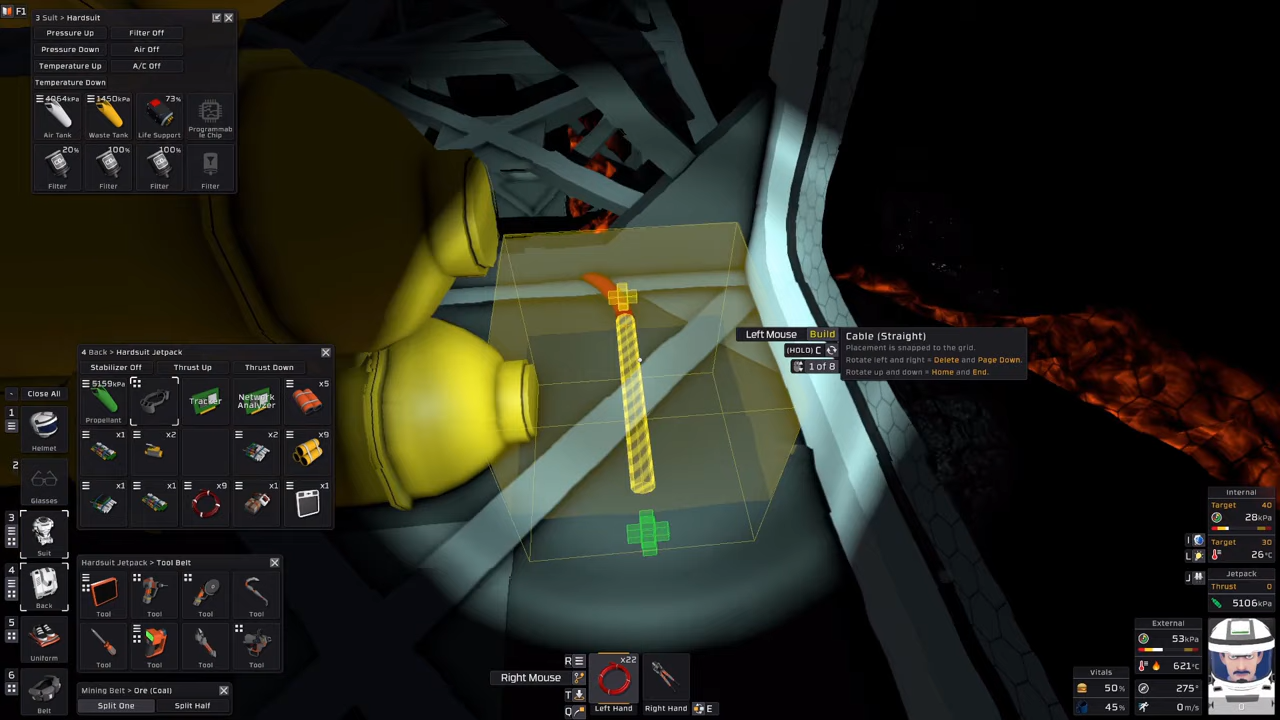 F1
3 Suit > Hardsuit
Pressure Up
Filter Off
Pressure Down
Air Off
Temperature Up
A/C Off
Temperature Down
4064kPa
1450kPa
73%
Air Tank
Waste Tank
Life Support
Programmab
le Chip
20%
100%
100%
Filter
Filter
Filter
Filter
Left Mouse
Build
(HOLD) C
1 of 8
Cable (Straight)
Placement is snapped to the grid.
Rotate left and right = Delete and Page Down.
Rotate up and down = Home and End.
4 Back > Hardsuit Jetpack
Stabilizer Off
Thrust Up
Thrust Down
5159kPa
Propellant
Tracker
Network
Analyzer
x5
x1
x2
x2
x9
x1
x1
x9
x1
x1
- Close All
1
Helmet
2
Glasses
3
Suit
4
Back
5
Uniform
6
Belt
Hardsuit Jetpack > Tool Belt
Tool
Tool
Tool
Tool
Tool
Tool
Tool
Tool
Mining Belt > Ore (Coal)
Split One
Split Half
R
Right Mouse
T
Q
x22
Left Hand
Right Hand
E
Internal
Target 40
28kPa
Target 30
26°C
I
L
J
Jetpack
Thrust 0
5106kPa
External
53kPa
621°C
275°
0m/s
Vitals
50%
45%
0